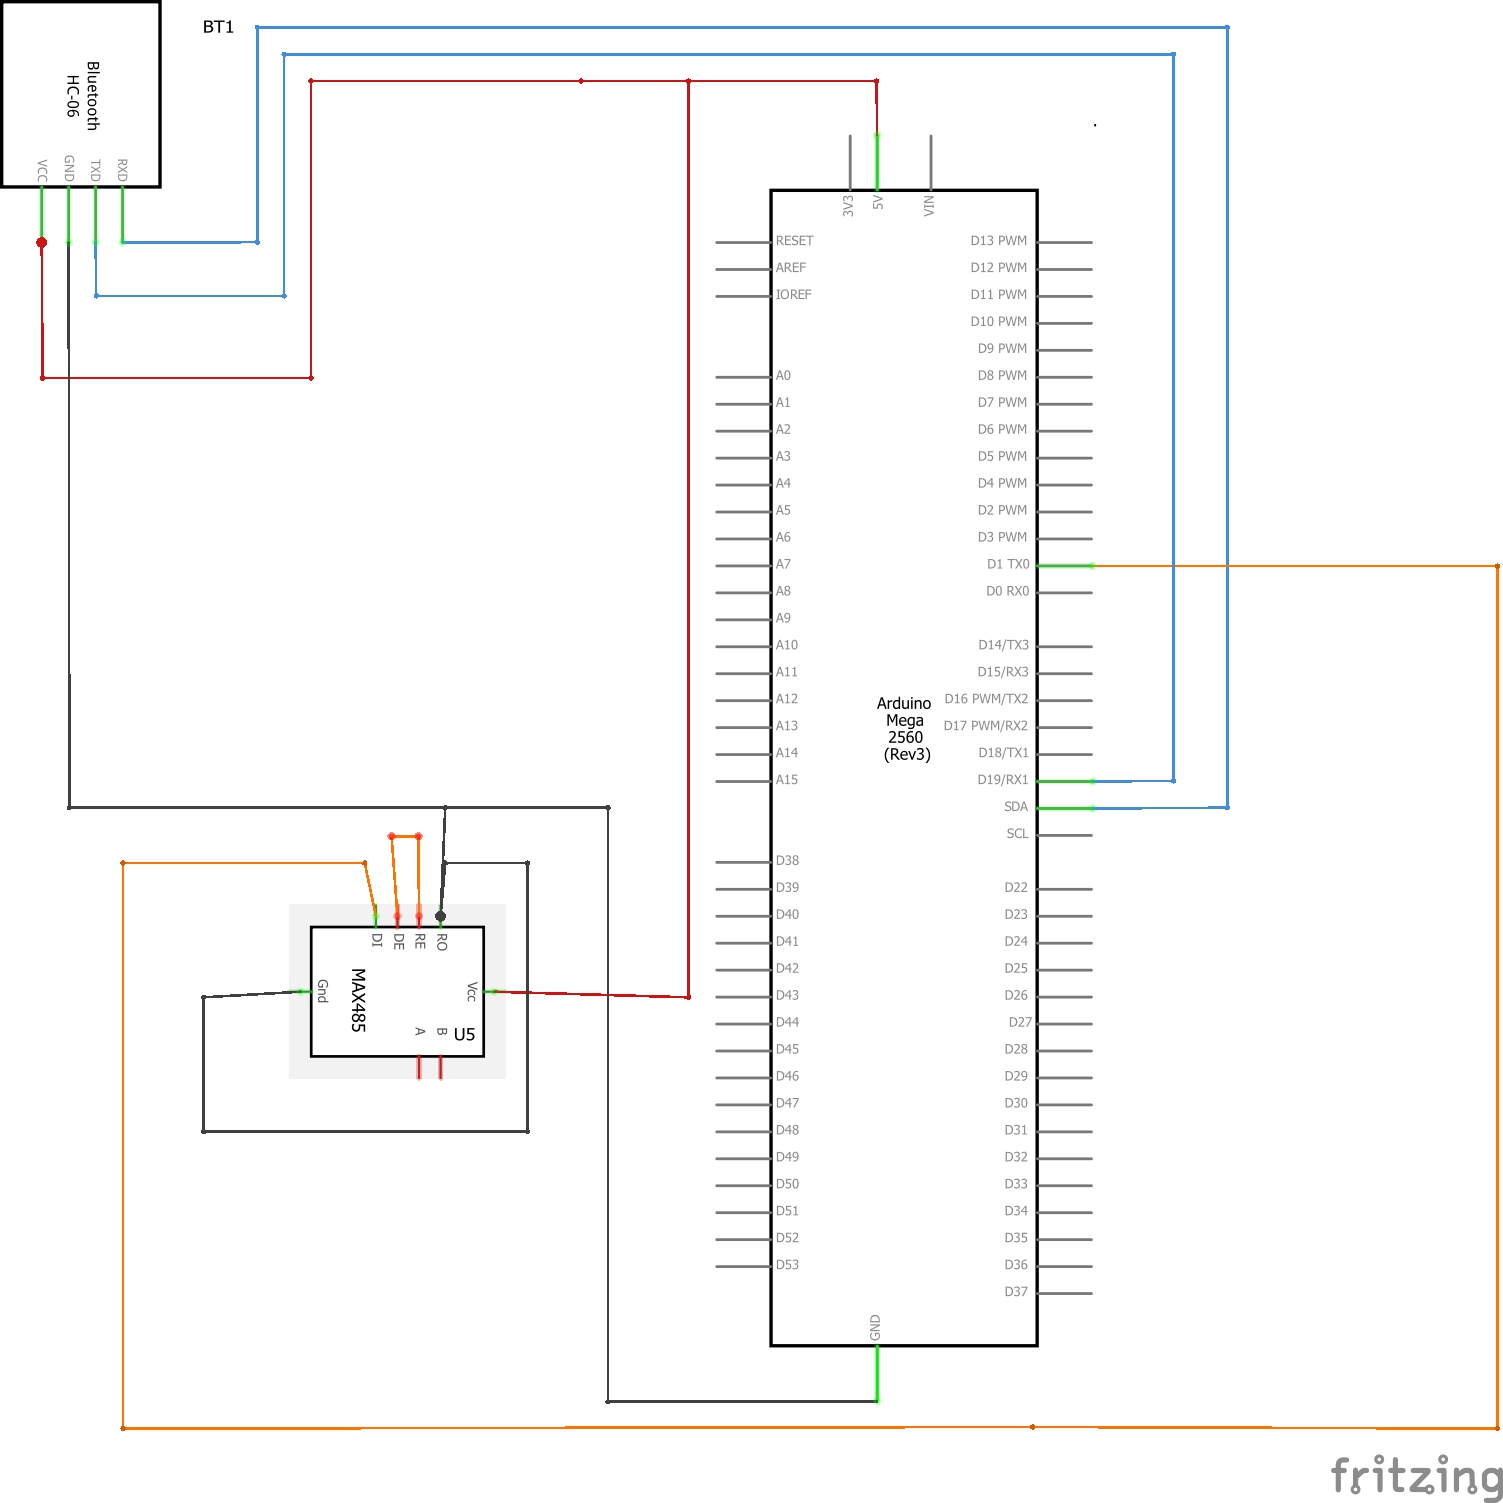 BT1
Bluetooth
HC-06
VCC
GND
TXD
RXD
3V3
5V
VIN
RESET
AREF
IOREF
A0
A1
A2
A3
A4
A5
A6
A7
A8
A9
A10
A11
A12
A13
A14
A15
D38
D39
D40
D41
D42
D43
D44
D45
D46
D47
D48
D49
D50
D51
D52
D53
Arduino
Mega
2560
(Rev3)
D13 PWM
D12 PWM
D11 PWM
D10 PWM
D9 PWM
D8 PWM
D7 PWM
D6 PWM
D5 PWM
D4 PWM
D2 PWM
D3 PWM
D1 TX0
D0 RX0
D14/TX3
D15/RX3
D16 PWM/TX2
D17 PWM/RX2
D18/TX1
D19/RX1
SDA
SCL
D22
D23
D24
D25
D26
D27
D28
D29
D30
D31
D32
D33
D34
D35
D36
D37
GND
DI
DE
RE
RO
Gnd
MAX485
Vcc
A
B
U5
fritzing